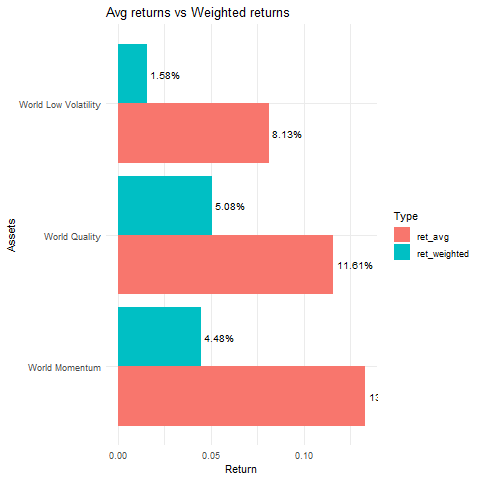 Avg returns vs Weighted returns
World Low Volatility
1.58%
8.13%
World Quality
5.08%
11.61%
World Momentum
4.48%
13
Assets
0.00
0.05
0.10
Return
Type
ret_avg
ret_weighted